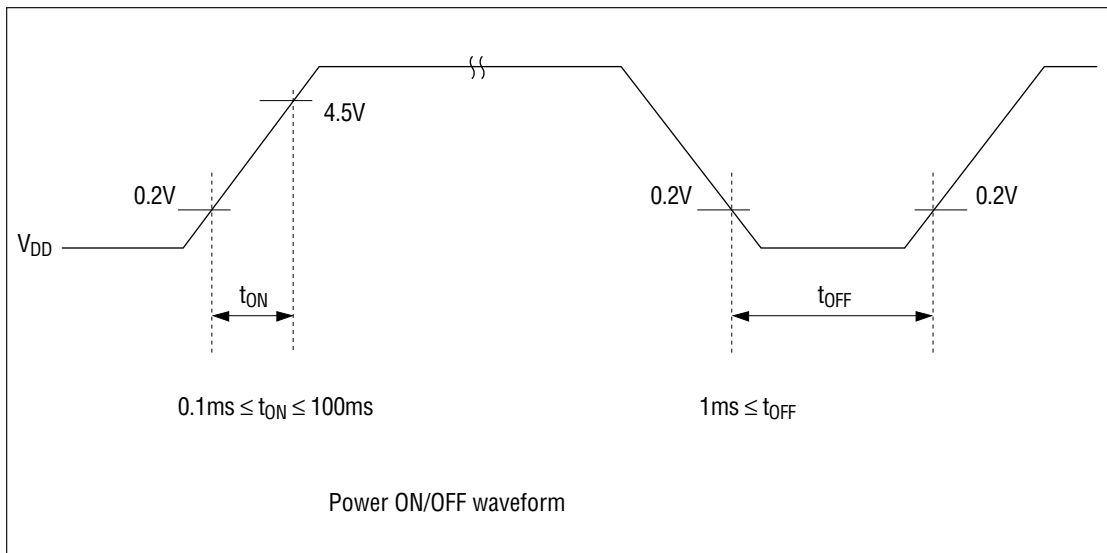 4.5V
0.2V
0.2V
0.2V
VDD
tON
tOFF
0.1ms ≤ tON ≤ 100ms
1ms ≤ tOFF
Power ON/OFF waveform